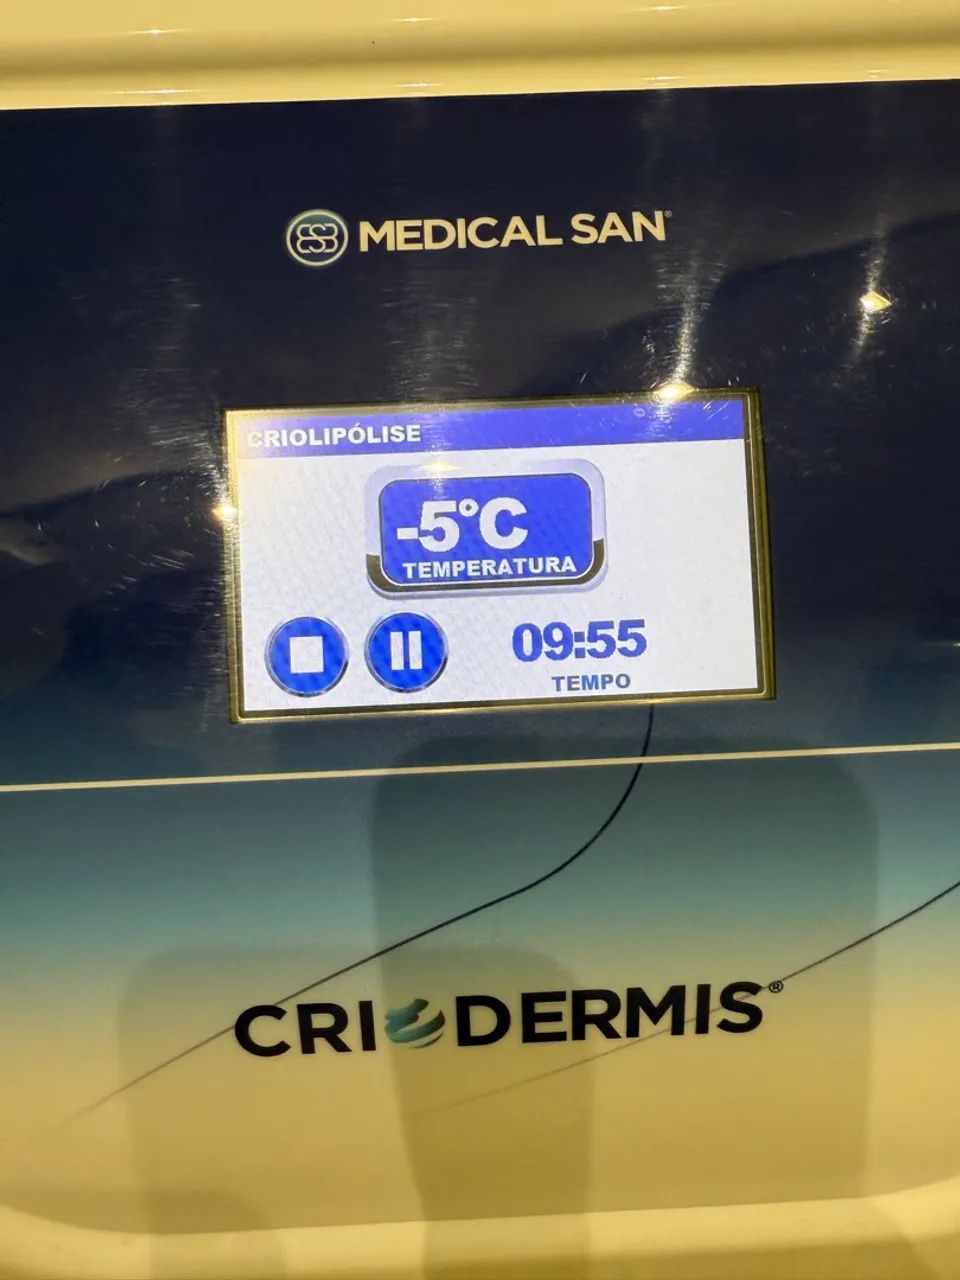 MEDICAL SAN®
CRIOLIPÓLISE
-5°C
TEMPERATURA
09:55
TEMPO
CRIODERMIS®